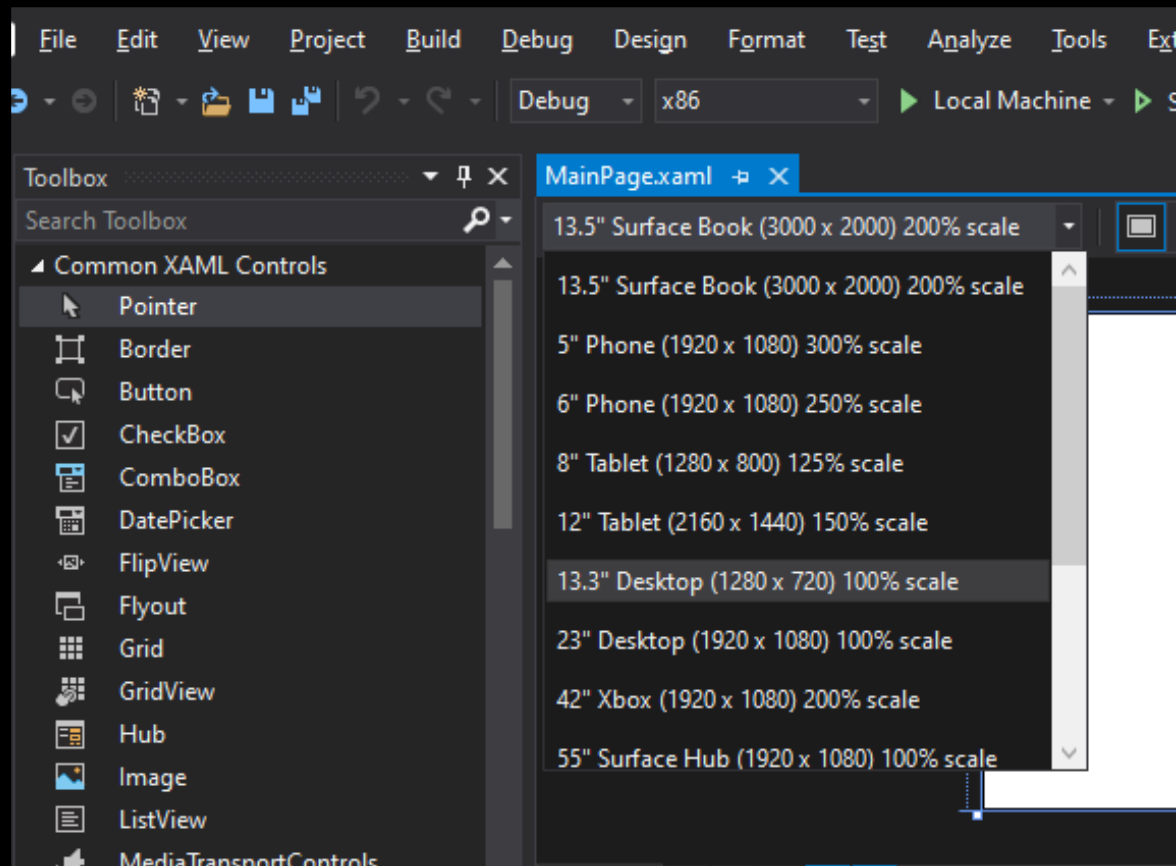 File Edit View Project Build Debug Design Format Test Analyze Tools
Debug x86 Local Machine
Toolbox
Search Toolbox
Common XAML Controls
Pointer
Border
Button
CheckBox
ComboBox
DatePicker
FlipView
Flyout
Grid
GridView
Hub
Image
ListView
MediaTransportControls
MainPage.xaml
13.5" Surface Book (3000 x 2000) 200% scale
13.5" Surface Book (3000 x 2000) 200% scale
5" Phone (1920 x 1080) 300% scale
6" Phone (1920 x 1080) 250% scale
8" Tablet (1280 x 800) 125% scale
12" Tablet (2160 x 1440) 150% scale
13.3" Desktop (1280 x 720) 100% scale
23" Desktop (1920 x 1080) 100% scale
42" Xbox (1920 x 1080) 200% scale
55" Surface Hub (1920 x 1080) 100% scale